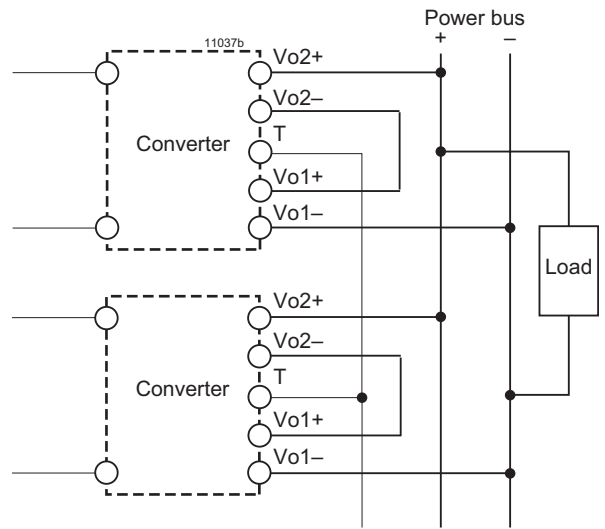 Power bus
+ –
11037b
Vo2+
Vo2–
T
Converter
Vo1+
Vo1–
Load
Vo2+
Vo2–
T
Converter
Vo1+
Vo1–